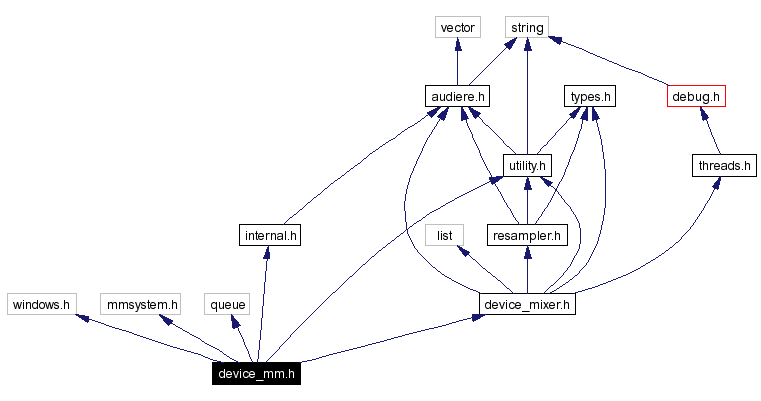 vector
string
audiere.h
types.h
debug.h
utility.h
threads.h
internal.h
list
resampler.h
windows.h
mmsystem.h
queue
device_mixer.h
device_mm.h